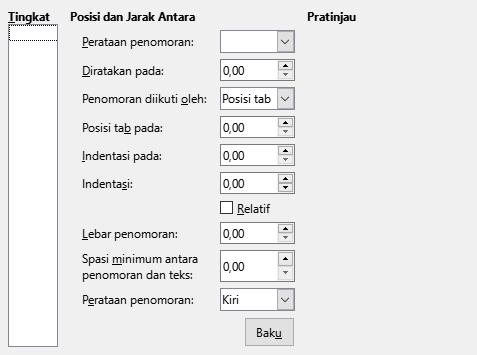 Tingkat Posisi dan Jarak Antara Pratinjau
Perataan penomoran:
Diratakan pada: 0,00
Penomoran diikuti oleh: Posisi tab
Posisi tab pada: 0,00
Indentasi pada: 0,00
Indentasi: 0,00
Relatif
Lebar penomoran: 0,00
Spasi minimum antara
penomoran dan teks: 0,00
Perataan penomoran: Kiri
Baku